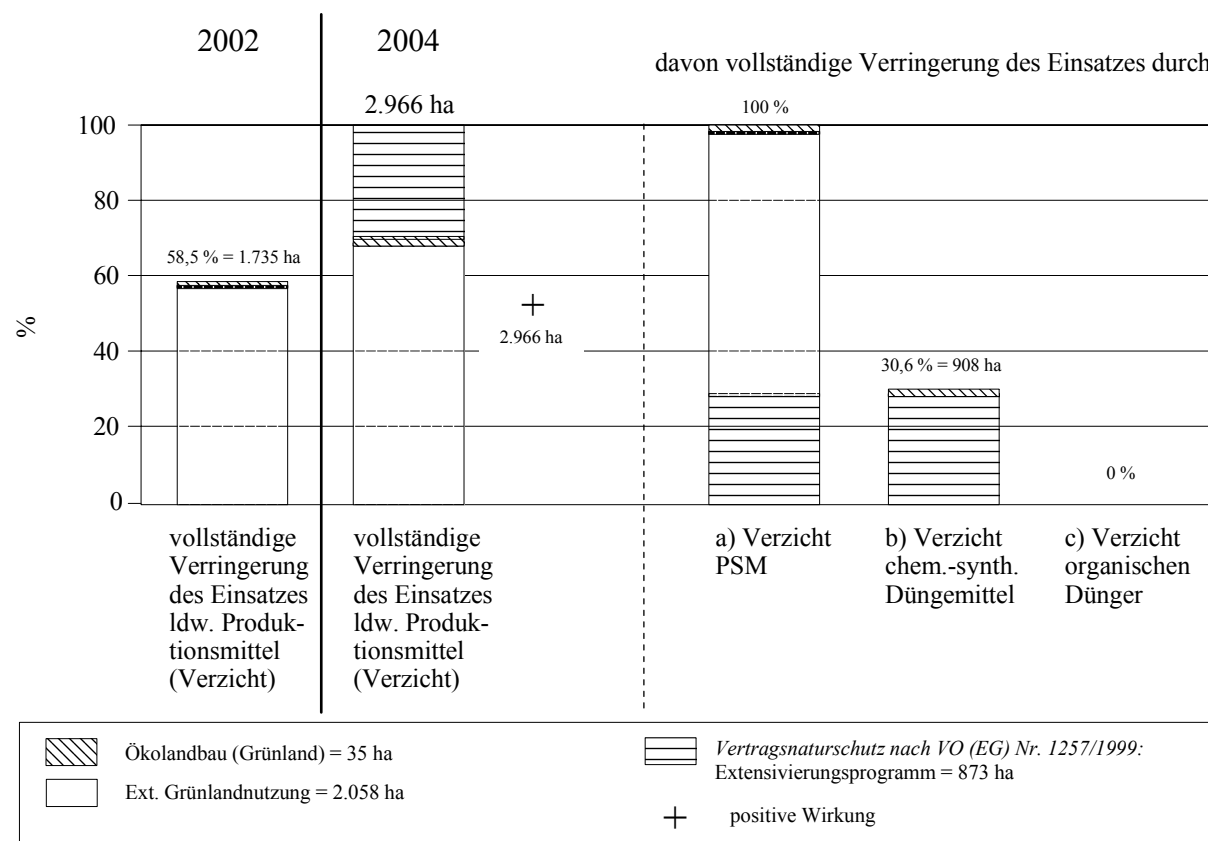 2002
2004
davon vollständige Verringerung des Einsatzes durch
2.966 ha
100 %
100
80
58,5 % = 1.735 ha
60
+
2.966 ha
%
40
30,6 % = 908 ha
20
0 %
0
vollständige
Verringerung
des Einsatzes
ldw. Produk-
tionsmittel
(Verzicht)
vollständige
Verringerung
des Einsatzes
ldw. Produk-
tionsmittel
(Verzicht)
a) Verzicht
PSM
b) Verzicht
chem.-synth.
Düngemittel
c) Verzicht
organischen
Dünger
Ökolandbau (Grünland) = 35 ha
Ext. Grünlandnutzung = 2.058 ha
Vertragsnaturschutz nach VO (EG) Nr. 1257/1999:
Extensivierungsprogramm = 873 ha
+ positive Wirkung